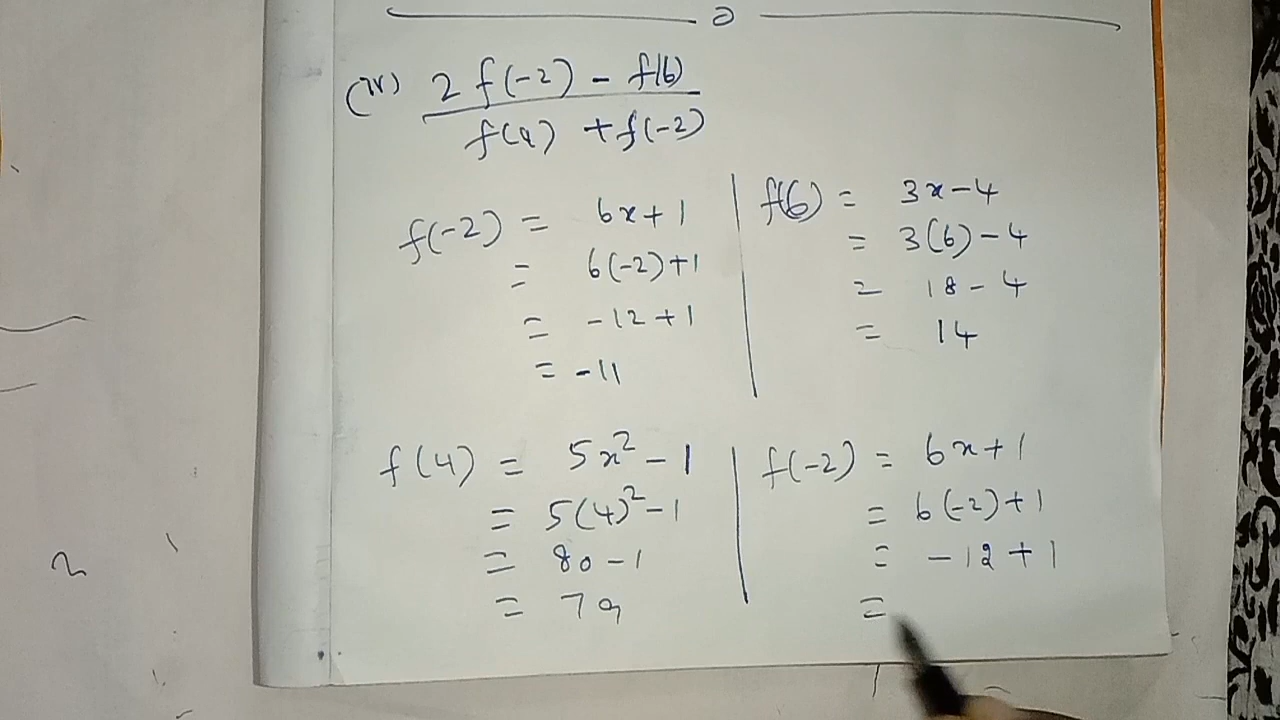 (iv) 2 f(-2) - f(6)
f(4) + f(-2)
f(-2) = 6x + 1
= 6(-2) + 1
= -12 + 1
= -11
f(6) = 3x - 4
= 3(6) - 4
= 18 - 4
= 14
f(4) = 5x² - 1
= 5(4)² - 1
= 80 - 1
= 79
f(-2) = 6x + 1
= 6(-2) + 1
= -12 + 1
=